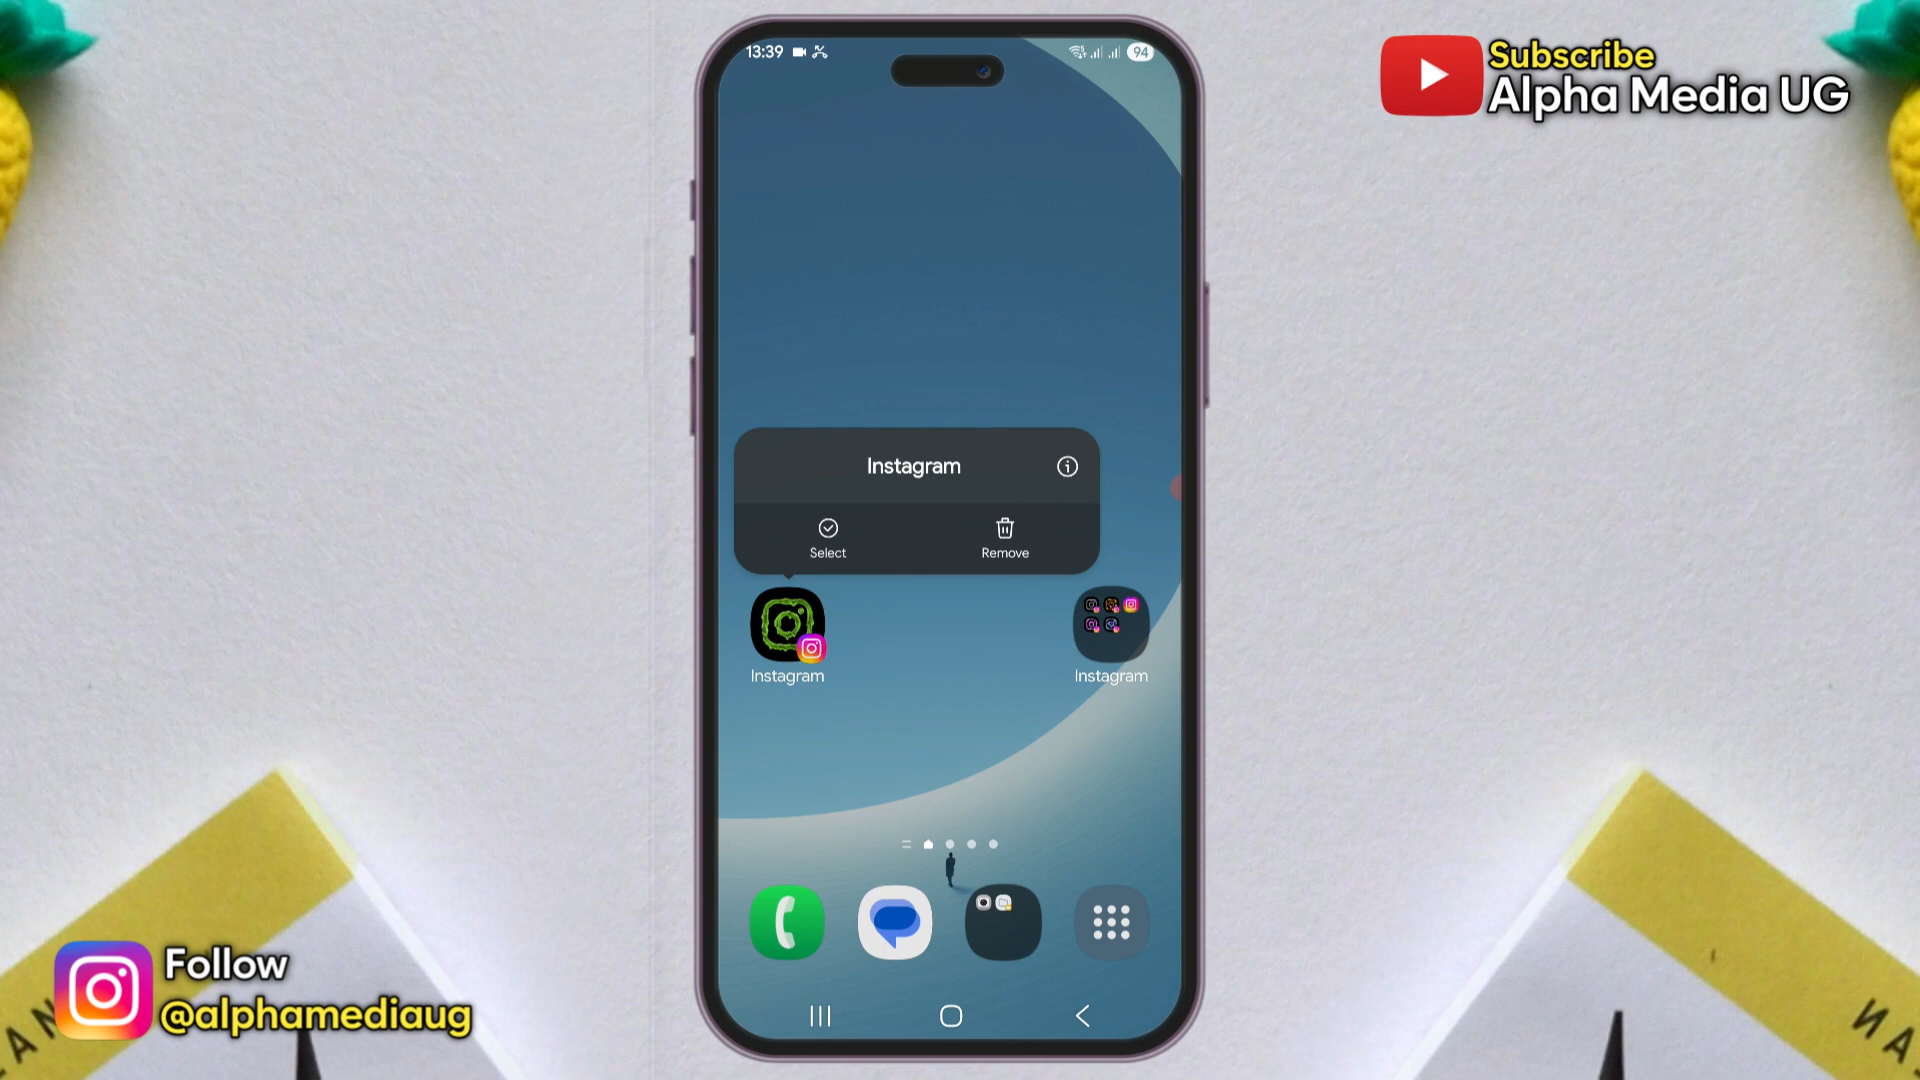 13:39
94
Subscribe
Alpha Media UG
Instagram
Select
Remove
Instagram
Instagram
Follow
@alphamediaug